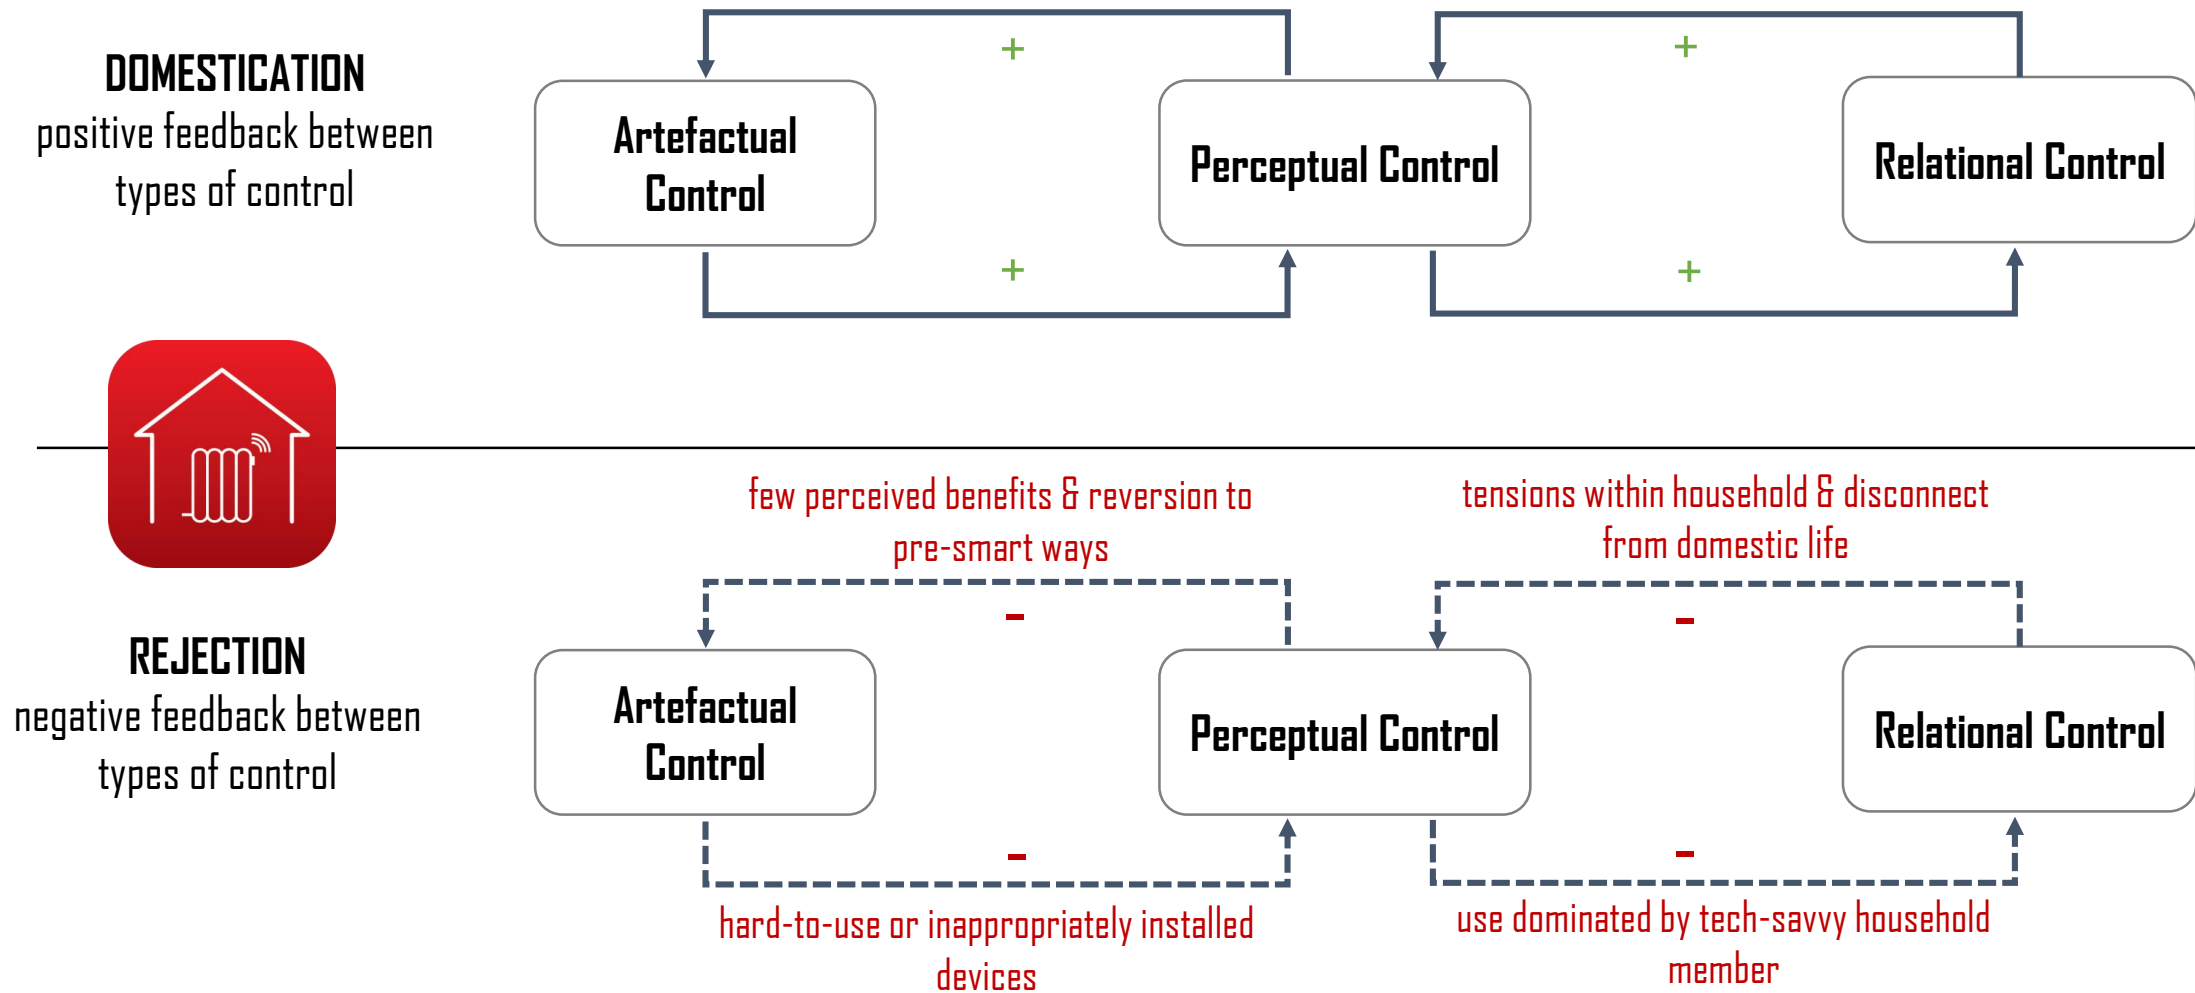 DOMESTICATION
positive feedback between
types of control
+
+
Artefactual
Control
Perceptual Control
Relational Control
+
+
few perceived benefits & reversion to
pre-smart ways
tensions within household & disconnect
from domestic life
-
-
REJECTION
negative feedback between
types of control
Artefactual
Control
Perceptual Control
Relational Control
-
-
hard-to-use or inappropriately installed
devices
use dominated by tech-savvy household
member